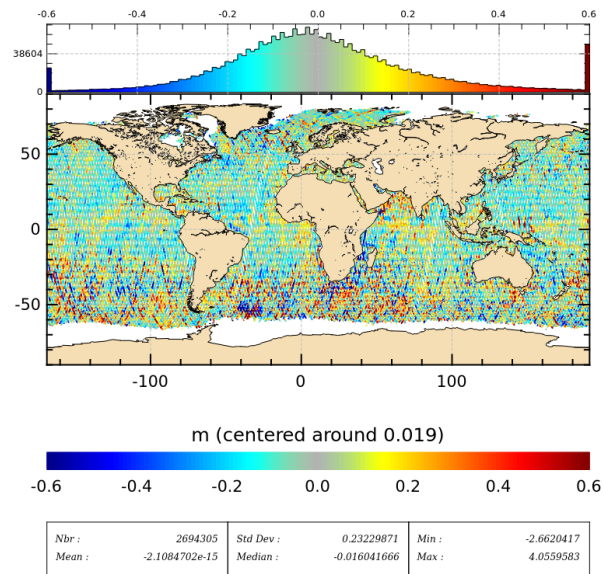 -0.6 -0.4 -0.2 0.0 0.2 0.4 0.6
38604
0
50
0
-50
-100 0 100
m (centered around 0.019)
-0.6 -0.4 -0.2 0.0 0.2 0.4 0.6
Nbr : 2694305 Std Dev : 0.23229871 Min : -2.6620417
Mean : -2.1084702e-15 Median : -0.016041666 Max : 4.0559583